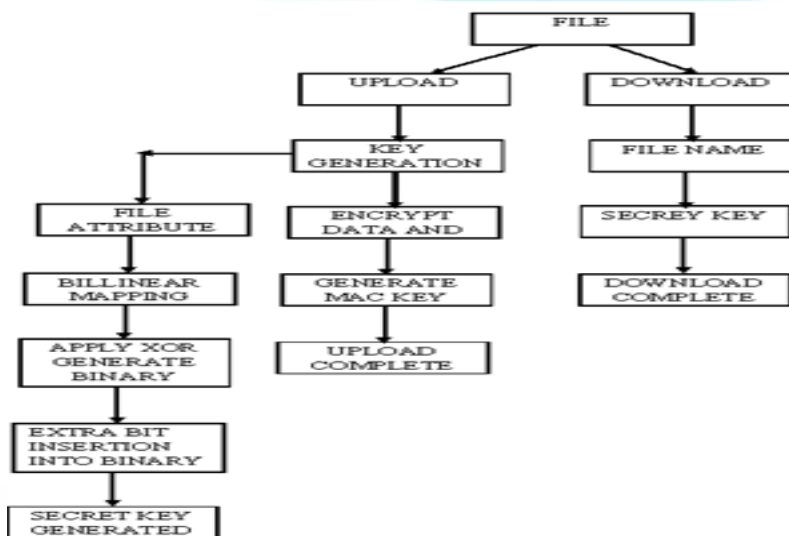 FILE
UPLOAD
DOWNLOAD
KEY
GENERATION
FILE NAME
FILE
ATTRIBUTE
ENCRYPT
DATA AND
SECREY KEY
BILLINEAR
MAPPING
GENERATE
MAC KEY
DOWNLOAD
COMPLETE
APPLY XOR
GENERATE
BINARY
UPLOAD
COMPLETE
EXTRA BIT
INSERTION
INTO BINARY
SECRET KEY
GENERATED